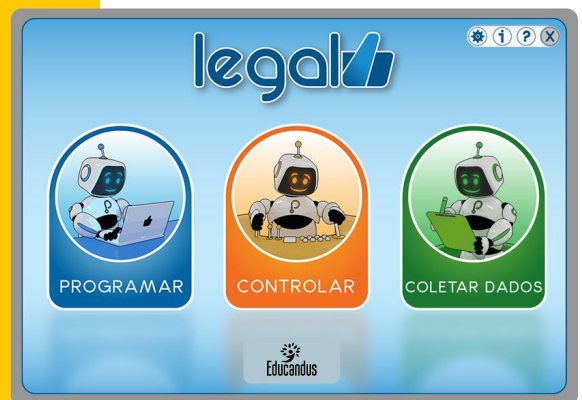 legal
i ? X
PROGRAMAR
CONTROLAR
COLETAR DADOS
Educandus